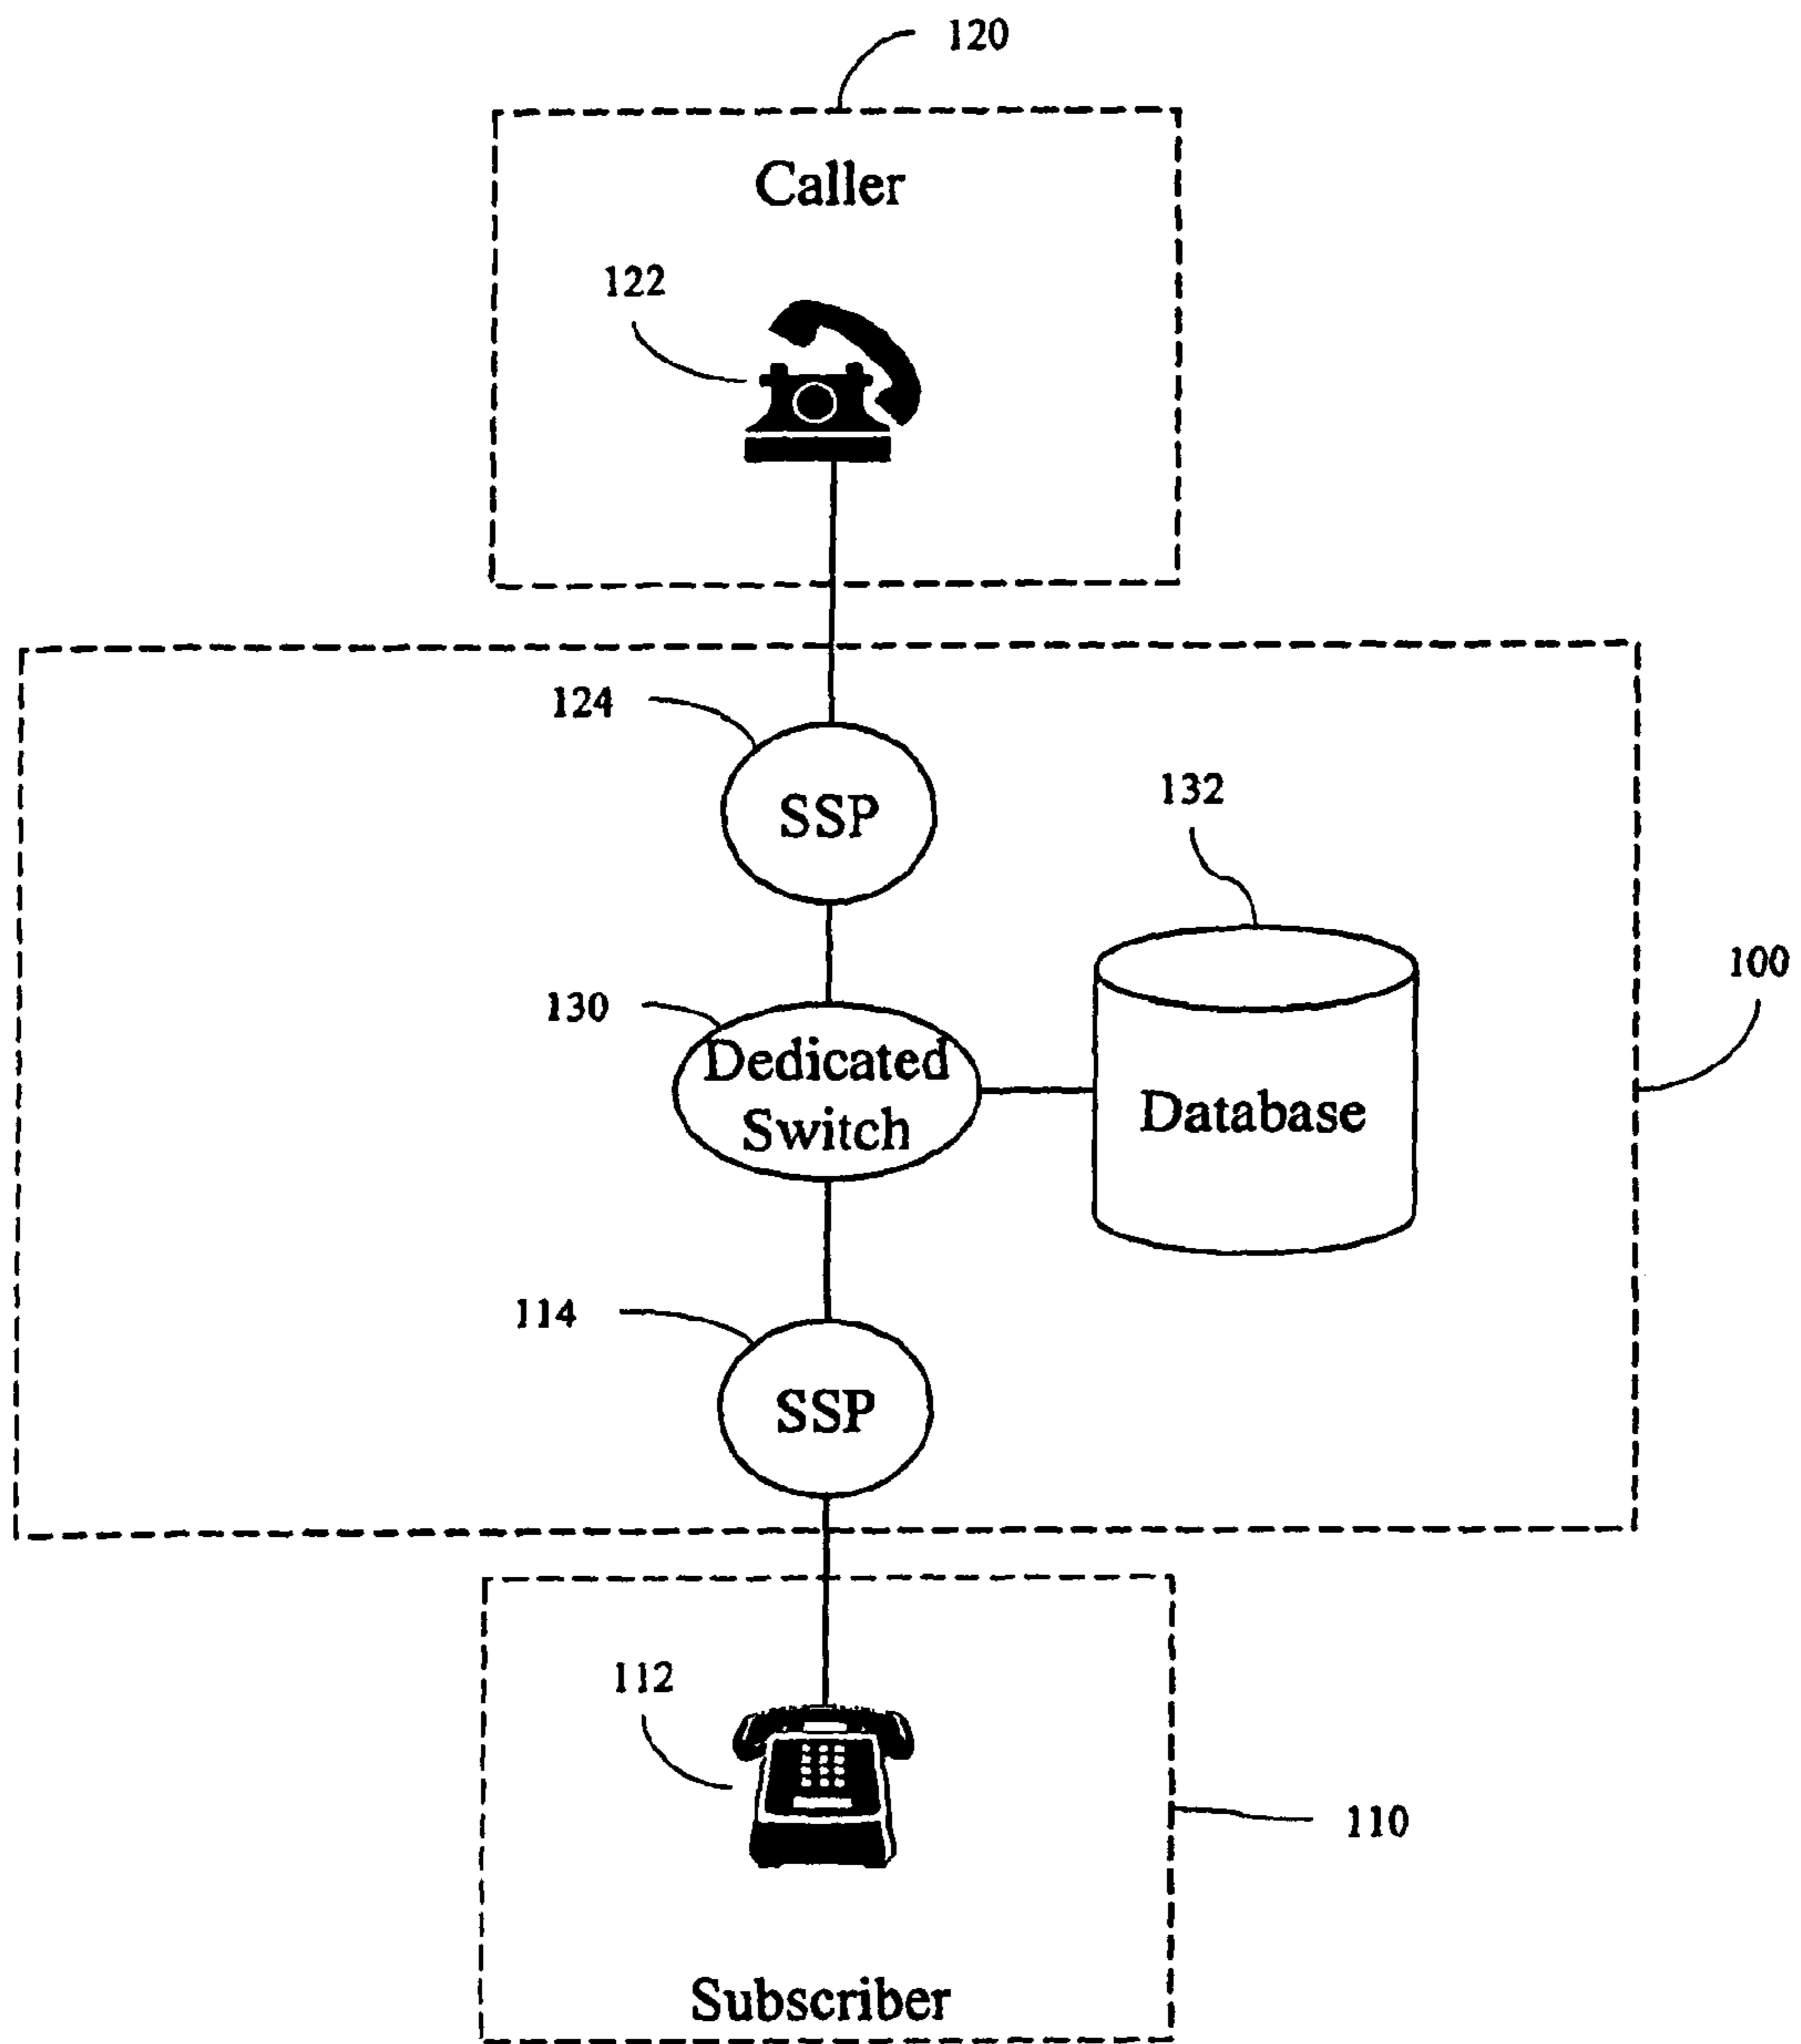 120
Caller
122
124
SSP
132
100
130
Dedicated
Switch
Database
114
SSP
112
110
Subscriber